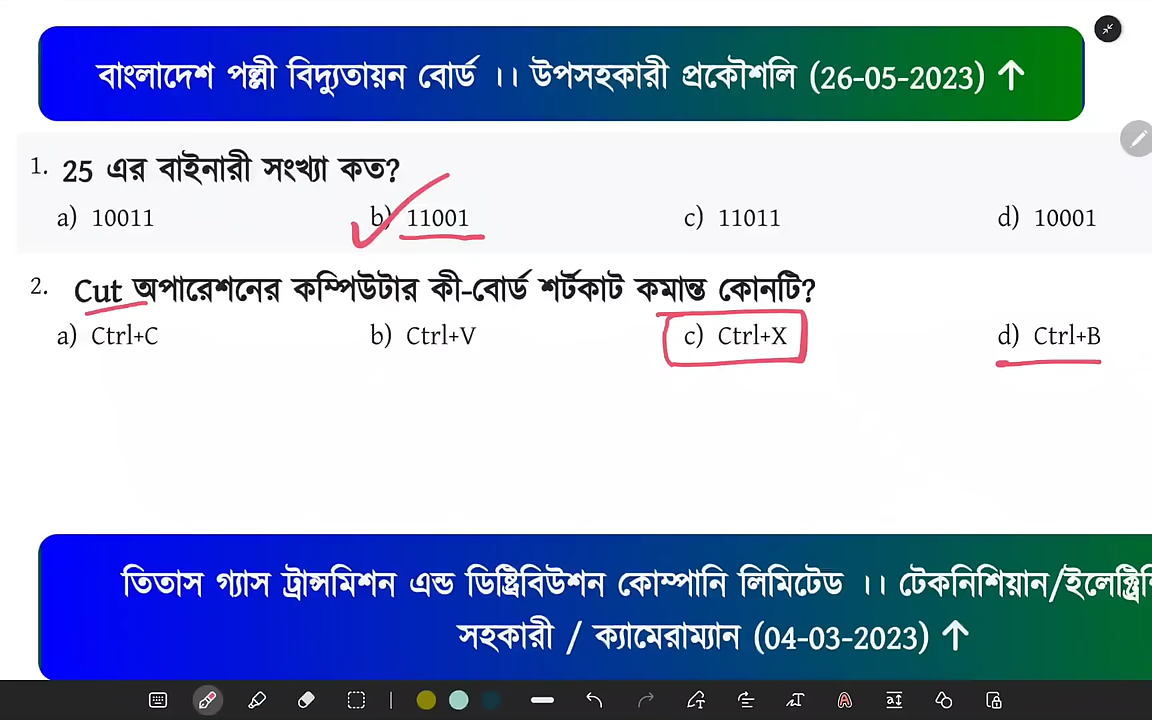 বাংলাদেশ পল্লী বিদ্যুতায়ন বোর্ড ।। উপসহকারী প্রকৌশলি (26-05-2023) ↑
1. 25 এর বাইনারী সংখ্যা কত?
a) 10011 b) 11001 c) 11011 d) 10001
2. Cut অপারেশনের কম্পিউটার কী-বোর্ড শর্টকাট কমান্ত কোনটি?
a) Ctrl+C b) Ctrl+V c) Ctrl+X d) Ctrl+B
তিতাস গ্যাস ট্রান্সমিশন এন্ড ডিষ্ট্রিবিউশন কোম্পানি লিমিটেড ।। টেকনিশিয়ান/
সহকারী / ক্যামেরাম্যান (04-03-2023) ↑